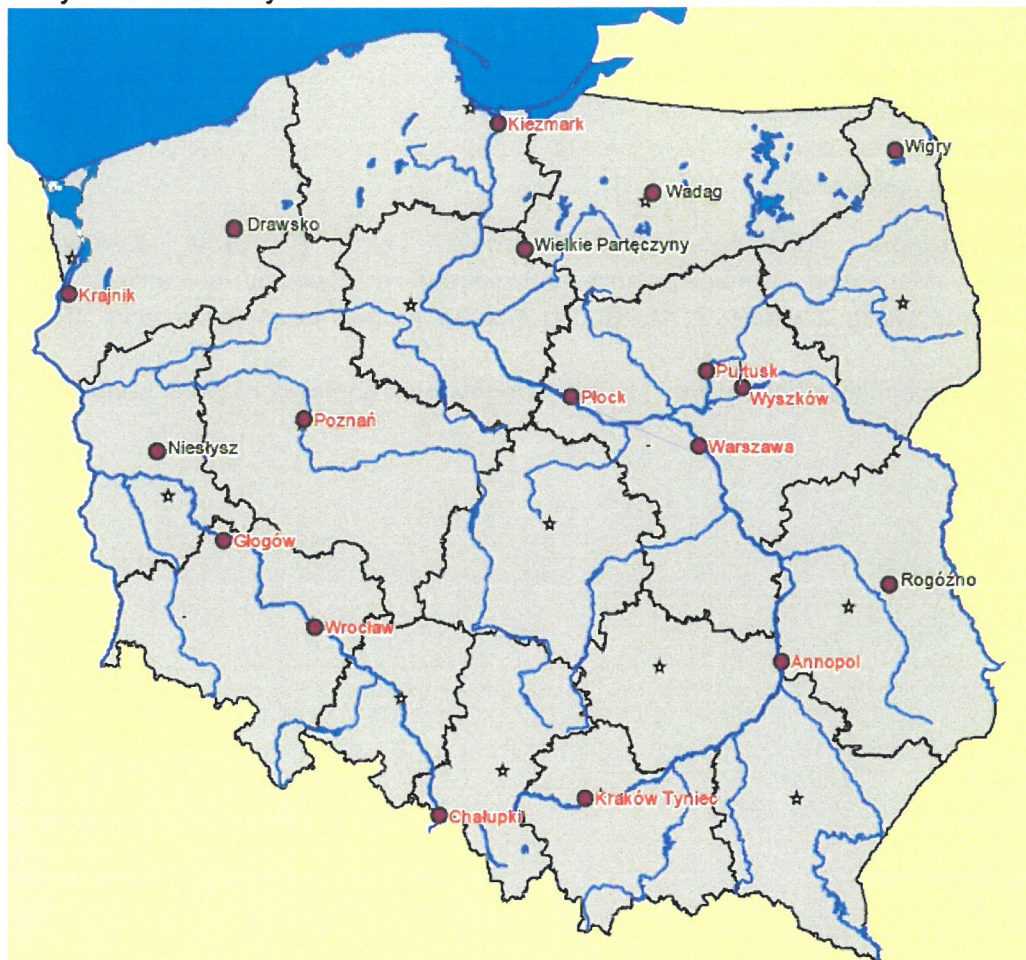 Kiezmark
Wigry
Wadąg
Drawsko
Wielkie Partęczyny
Krajnik
Pułtusk
Wyszków
Płock
Poznań
Warszawa
Niesłysz
Głogów
Rogóźno
Wrocław
Annopol
Kraków Tyniec
Chałupki